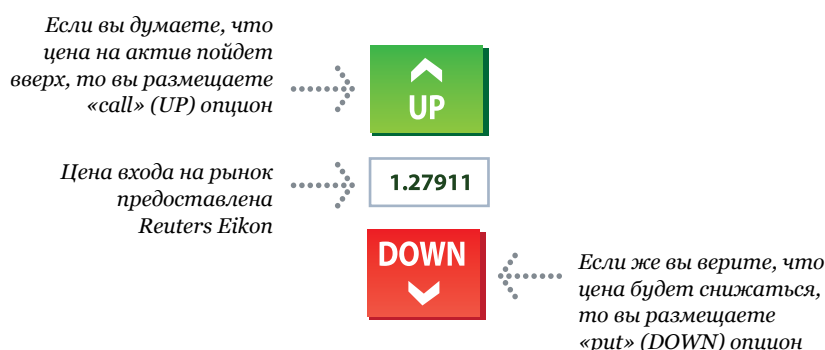 Если вы думаете, что
цена на актив пойдет
вверх, то вы размещаете
«call» (UP) опцион
UP
Цена входа на рынок
предоставлена
Reuters Eikon
1.27911
DOWN
Если же вы верите, что
цена будет снижаться,
то вы размещаете
«put» (DOWN) опцион